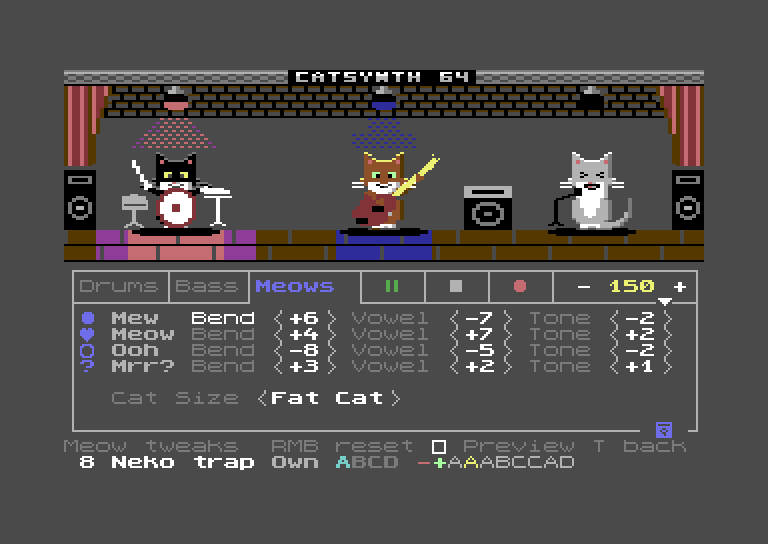 CATSYNTH 64
Drums Bass Meows - 150 +
Mew Bend <+6> Vowel <-7> Tone <-2>
Meow Bend <+4> Vowel <+7> Tone <+2>
Ooh Bend <-8> Vowel <-5> Tone <-2>
? Mrr? Bend <+3> Vowel <+2> Tone <+1>
Cat Size <Fat Cat>
Meow tweaks RMB reset Preview T back
8 Neko trap Own ABCD -+AAABCCAD